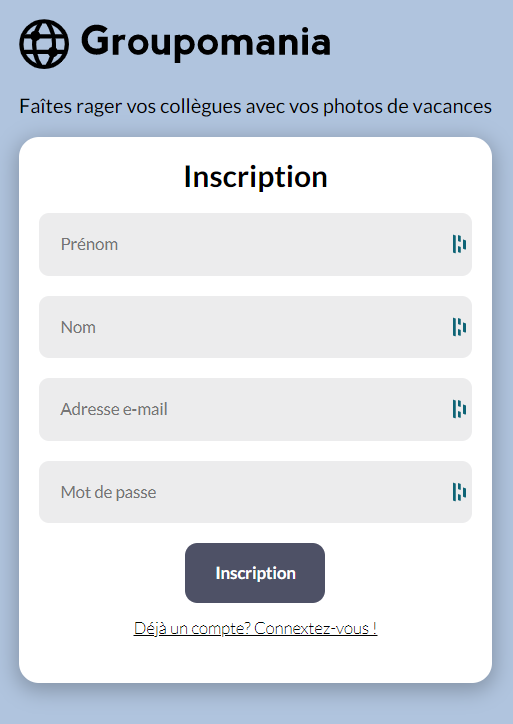 Groupomania
Faîtes rager vos collègues avec vos photos de vacances
Inscription
Prénom
Nom
Adresse e-mail
Mot de passe
Inscription
Déjà un compte? Connextez-vous !